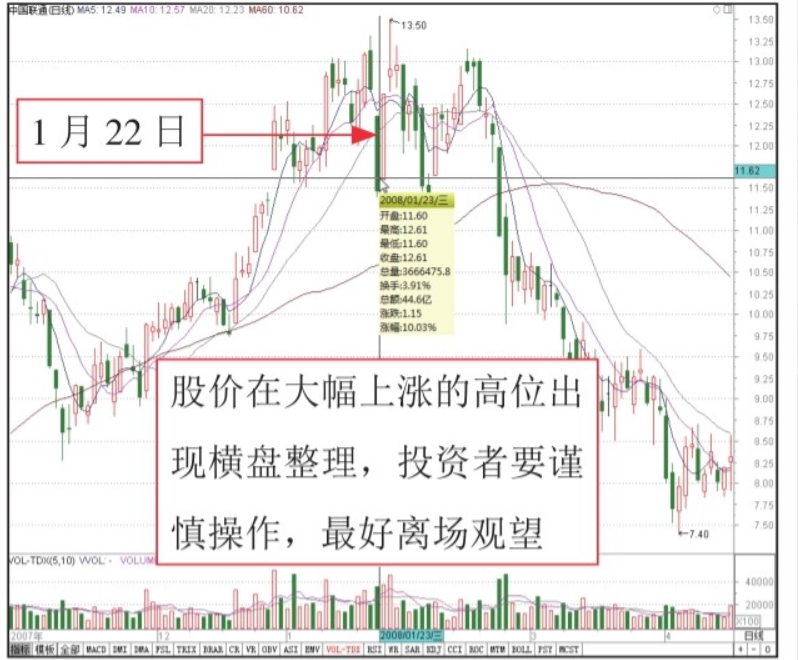 中国联通(日线) MA5: 12.49 MA10: 12.57 MA20: 12.23 MA60: 10.62
13.50
13.50
13.25
13.00
12.75
12.50
12.25
12.00
11.62
11.50
11.25
11.00
10.75
10.50
10.25
10.00
9.75
9.50
9.25
9.00
8.75
8.50
8.25
8.00
7.75
7.50
1月22日
2008/01/23/三
开盘:11.60
最高:12.61
最低:11.60
收盘:12.61
总量:3666475.8
换手:3.91%
总额:44.6亿
涨跌:1.15
涨幅:10.03%
股价在大幅上涨的高位出
现横盘整理，投资者要谨
慎操作，最好离场观望
7.40
VOL-TDX(5,10) VVOL: - VOLUM
40000
20000
X100
2007年 12 1 2008/01/23/三 3 4 日线
指标 模板 全部 MACD DMI DMA FSL TRIX BRAR CR VR OBV ASI EMV VOL-TDX RSI WR SAR KDJ CCI ROC MTM BOLL PSY MCST + - 0